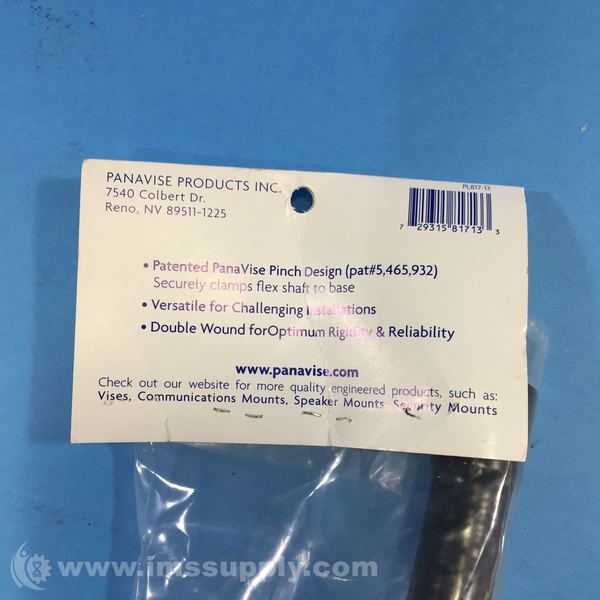 PANAVISE PRODUCTS INC.
7540 Colbert Dr.
Reno, NV 89511-1225
PL817-13
7 29315 81713 3
• Patented PanaVise Pinch Design (pat#5,465,932)
Securely clamps flex shaft to base
• Versatile for Challenging Installations
• Double Wound forOptimum Rigidity & Reliability
www.panavise.com
Check out our website for more quality engineered products, such as:
Vises, Communications Mounts, Speaker Mounts, Security Mounts
www.imssupply.com